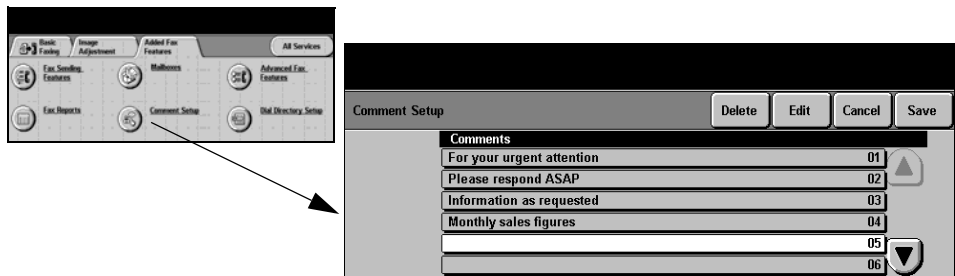 Basic Faxing
Image Adjustment
Added Fax Features
All Services
Fax Sending Features
Mailboxes
Advanced Fax Features
Fax Reports
Comment Setup
Dial Directory Setup
Comment Setup
Delete
Edit
Cancel
Save
Comments
For your urgent attention 01
Please respond ASAP 02
Information as requested 03
Monthly sales figures 04
05
06